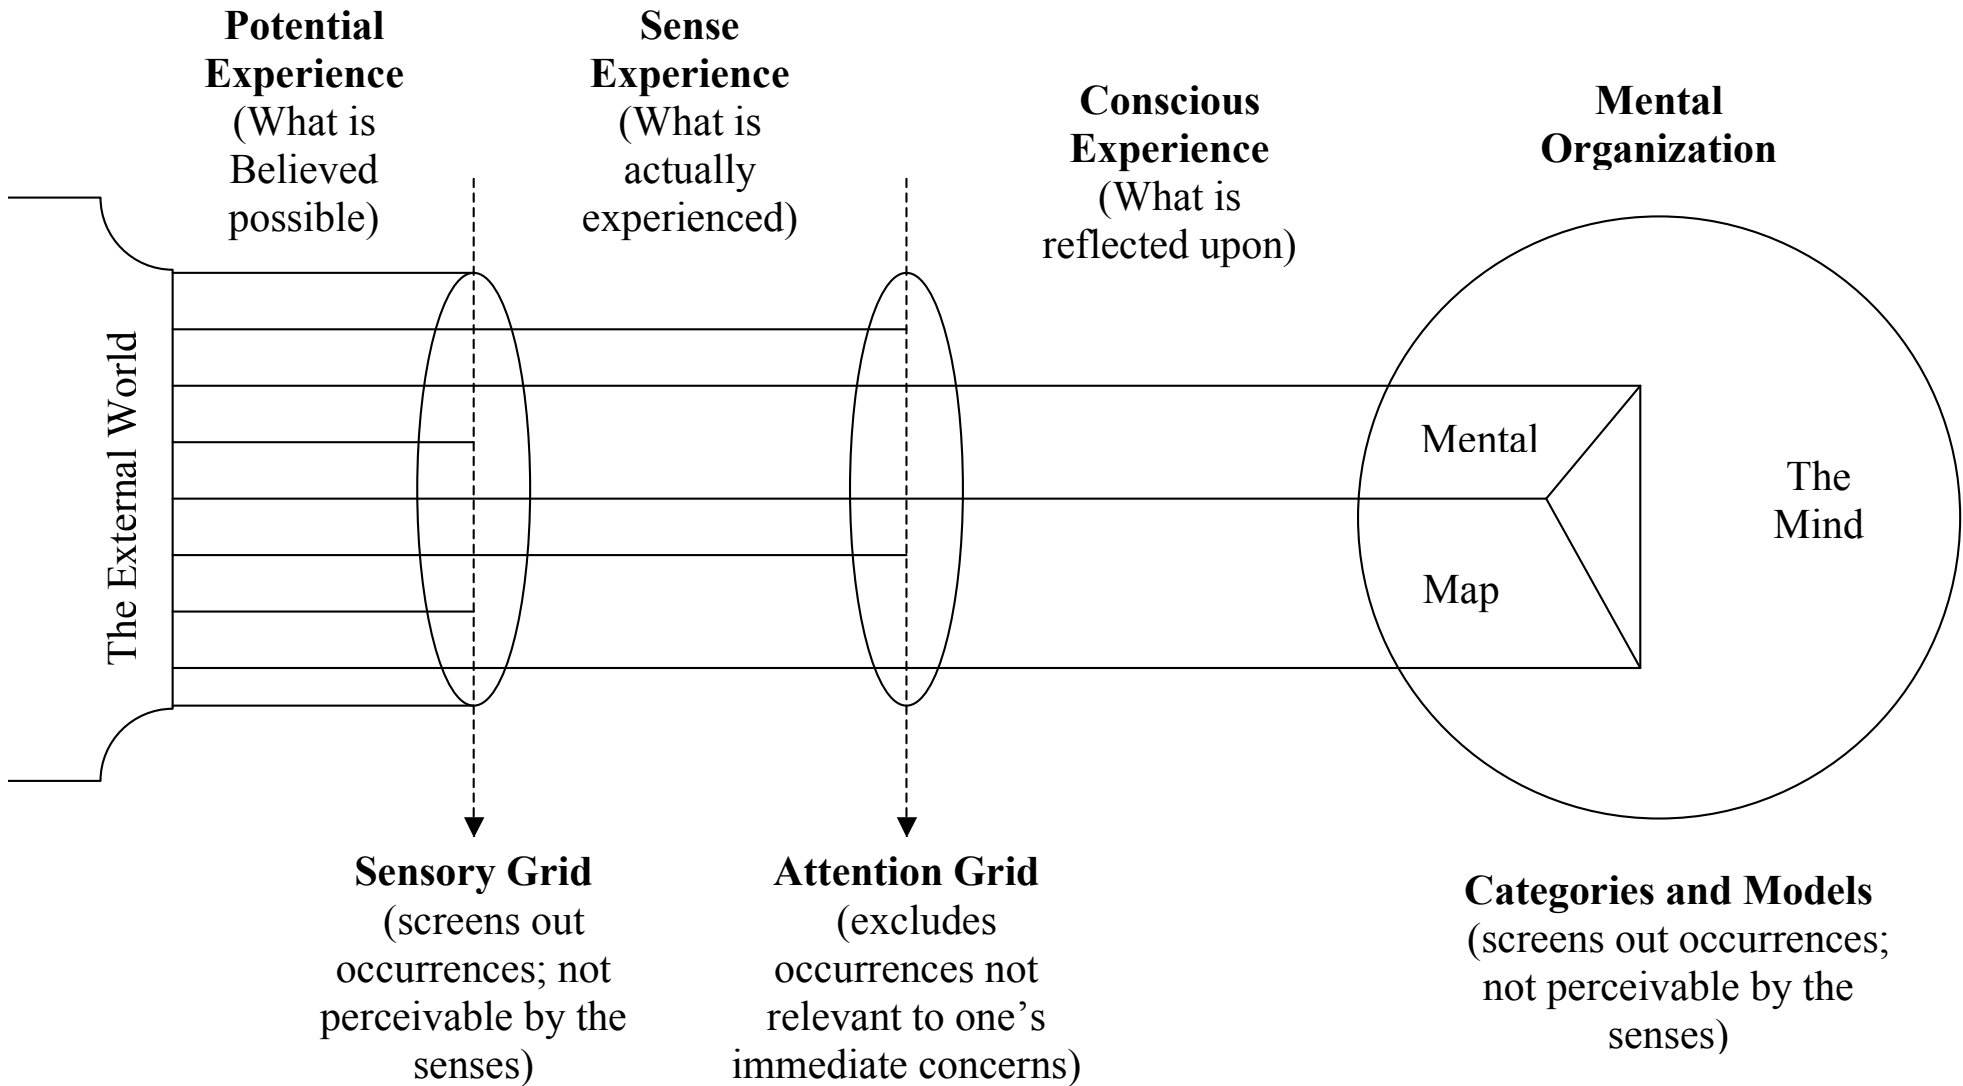 Potential
Experience
(What is
Believed
possible)
Sense
Experience
(What is
actually
experienced)
Conscious
Experience
(What is
reflected upon)
Mental
Organization
The External World
Mental
Map
The
Mind
Sensory Grid
(screens out
occurrences; not
perceivable by the
senses)
Attention Grid
(excludes
occurrences not
relevant to one’s
immediate concerns)
Categories and Models
(screens out occurrences;
not perceivable by the
senses)